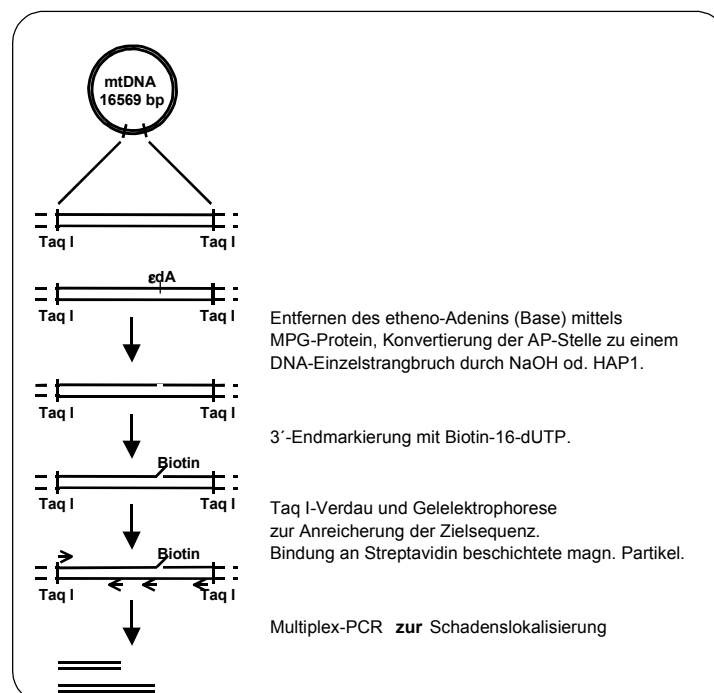 mtDNA
16569 bp
Taq I Taq I
εdA
Taq I Taq I
Entfernen des etheno-Adenins (Base) mittels
MPG-Protein, Konvertierung der AP-Stelle zu einem
DNA-Einzelstrangbruch durch NaOH od. HAP1.
Taq I Taq I
3´-Endmarkierung mit Biotin-16-dUTP.
Biotin
Taq I Taq I
Taq I-Verdau und Gelelektrophorese
zur Anreicherung der Zielsequenz.
Bindung an Streptavidin beschichtete magn. Partikel.
Biotin
Taq I Taq I
Multiplex-PCR zur Schadenslokalisierung